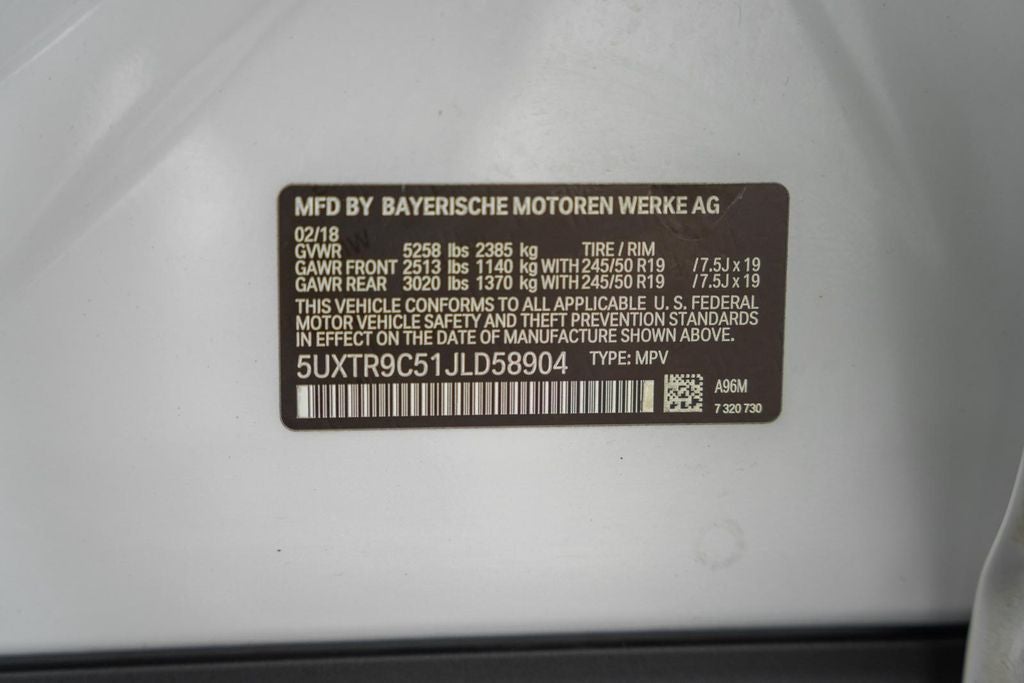 MFD BY BAYERISCHE MOTOREN WERKE AG
02/18
GVWR 5258 lbs 2385 kg TIRE / RIM
GAWR FRONT 2513 lbs 1140 kg WITH 245/50 R19 /7.5J x 19
GAWR REAR 3020 lbs 1370 kg WITH 245/50 R19 /7.5J x 19
THIS VEHICLE CONFORMS TO ALL APPLICABLE U. S. FEDERAL
MOTOR VEHICLE SAFETY AND THEFT PREVENTION STANDARDS
IN EFFECT ON THE DATE OF MANUFACTURE SHOWN ABOVE.
5UXTR9C51JLD58904 TYPE: MPV
A96M
7 320 730